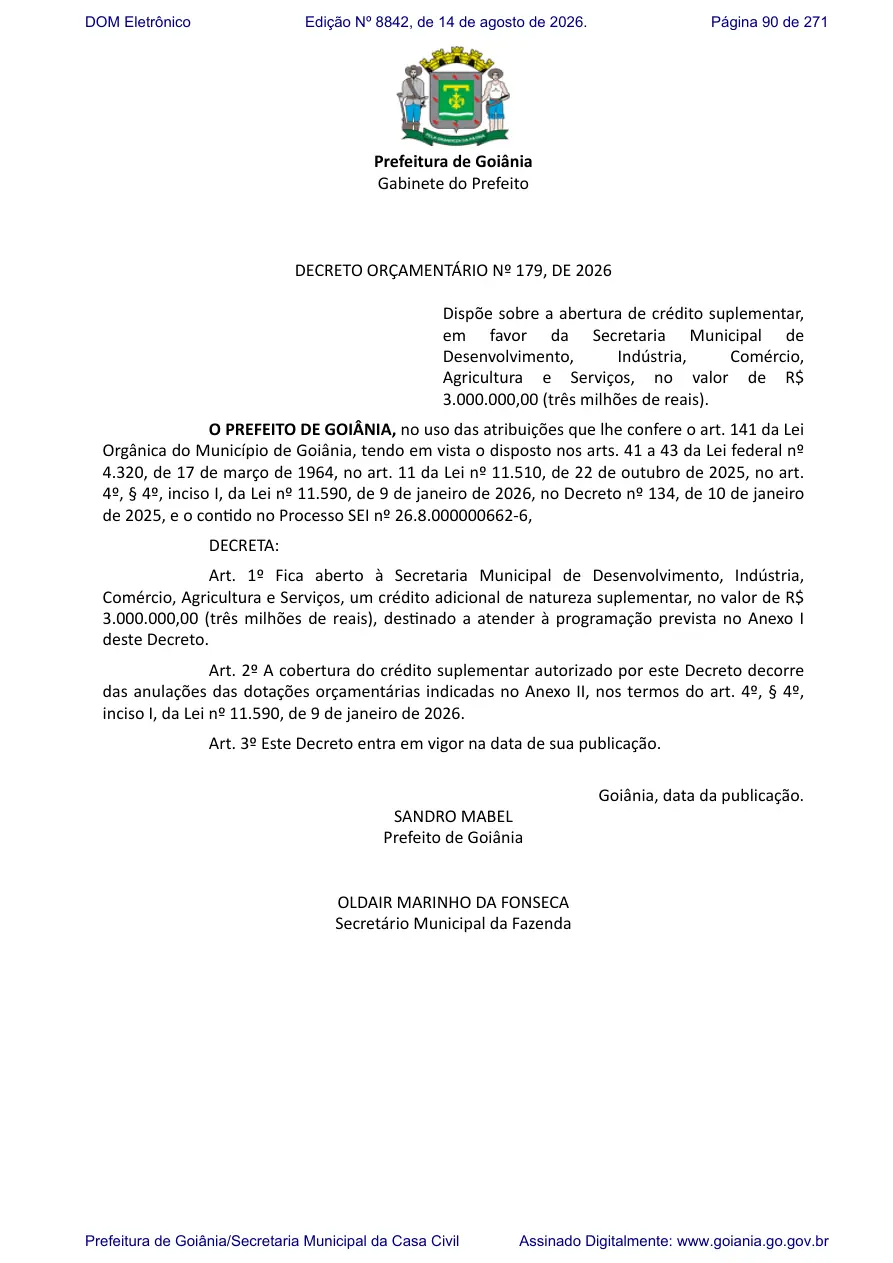 DOM Eletrônico Edição Nº 8842, de 14 de agosto de 2026. Página 90 de 271
PELA GRANDEZA DA PÁTRIA
Prefeitura de Goiânia
Gabinete do Prefeito
DECRETO ORÇAMENTÁRIO Nº 179, DE 2026
Dispõe sobre a abertura de crédito suplementar,
em favor da Secretaria Municipal de
Desenvolvimento, Indústria, Comércio,
Agricultura e Serviços, no valor de R$
3.000.000,00 (três milhões de reais).
O PREFEITO DE GOIÂNIA, no uso das atribuições que lhe confere o art. 141 da Lei
Orgânica do Município de Goiânia, tendo em vista o disposto nos arts. 41 a 43 da Lei federal nº
4.320, de 17 de março de 1964, no art. 11 da Lei nº 11.510, de 22 de outubro de 2025, no art.
4º, § 4º, inciso I, da Lei nº 11.590, de 9 de janeiro de 2026, no Decreto nº 134, de 10 de janeiro
de 2025, e o contido no Processo SEI nº 26.8.000000662-6,
DECRETA:
Art. 1º Fica aberto à Secretaria Municipal de Desenvolvimento, Indústria,
Comércio, Agricultura e Serviços, um crédito adicional de natureza suplementar, no valor de R$
3.000.000,00 (três milhões de reais), destinado a atender à programação prevista no Anexo I
deste Decreto.
Art. 2º A cobertura do crédito suplementar autorizado por este Decreto decorre
das anulações das dotações orçamentárias indicadas no Anexo II, nos termos do art. 4º, § 4º,
inciso I, da Lei nº 11.590, de 9 de janeiro de 2026.
Art. 3º Este Decreto entra em vigor na data de sua publicação.
Goiânia, data da publicação.
SANDRO MABEL
Prefeito de Goiânia
OLDAIR MARINHO DA FONSECA
Secretário Municipal da Fazenda
Prefeitura de Goiânia/Secretaria Municipal da Casa Civil Assinado Digitalmente: www.goiania.go.gov.br